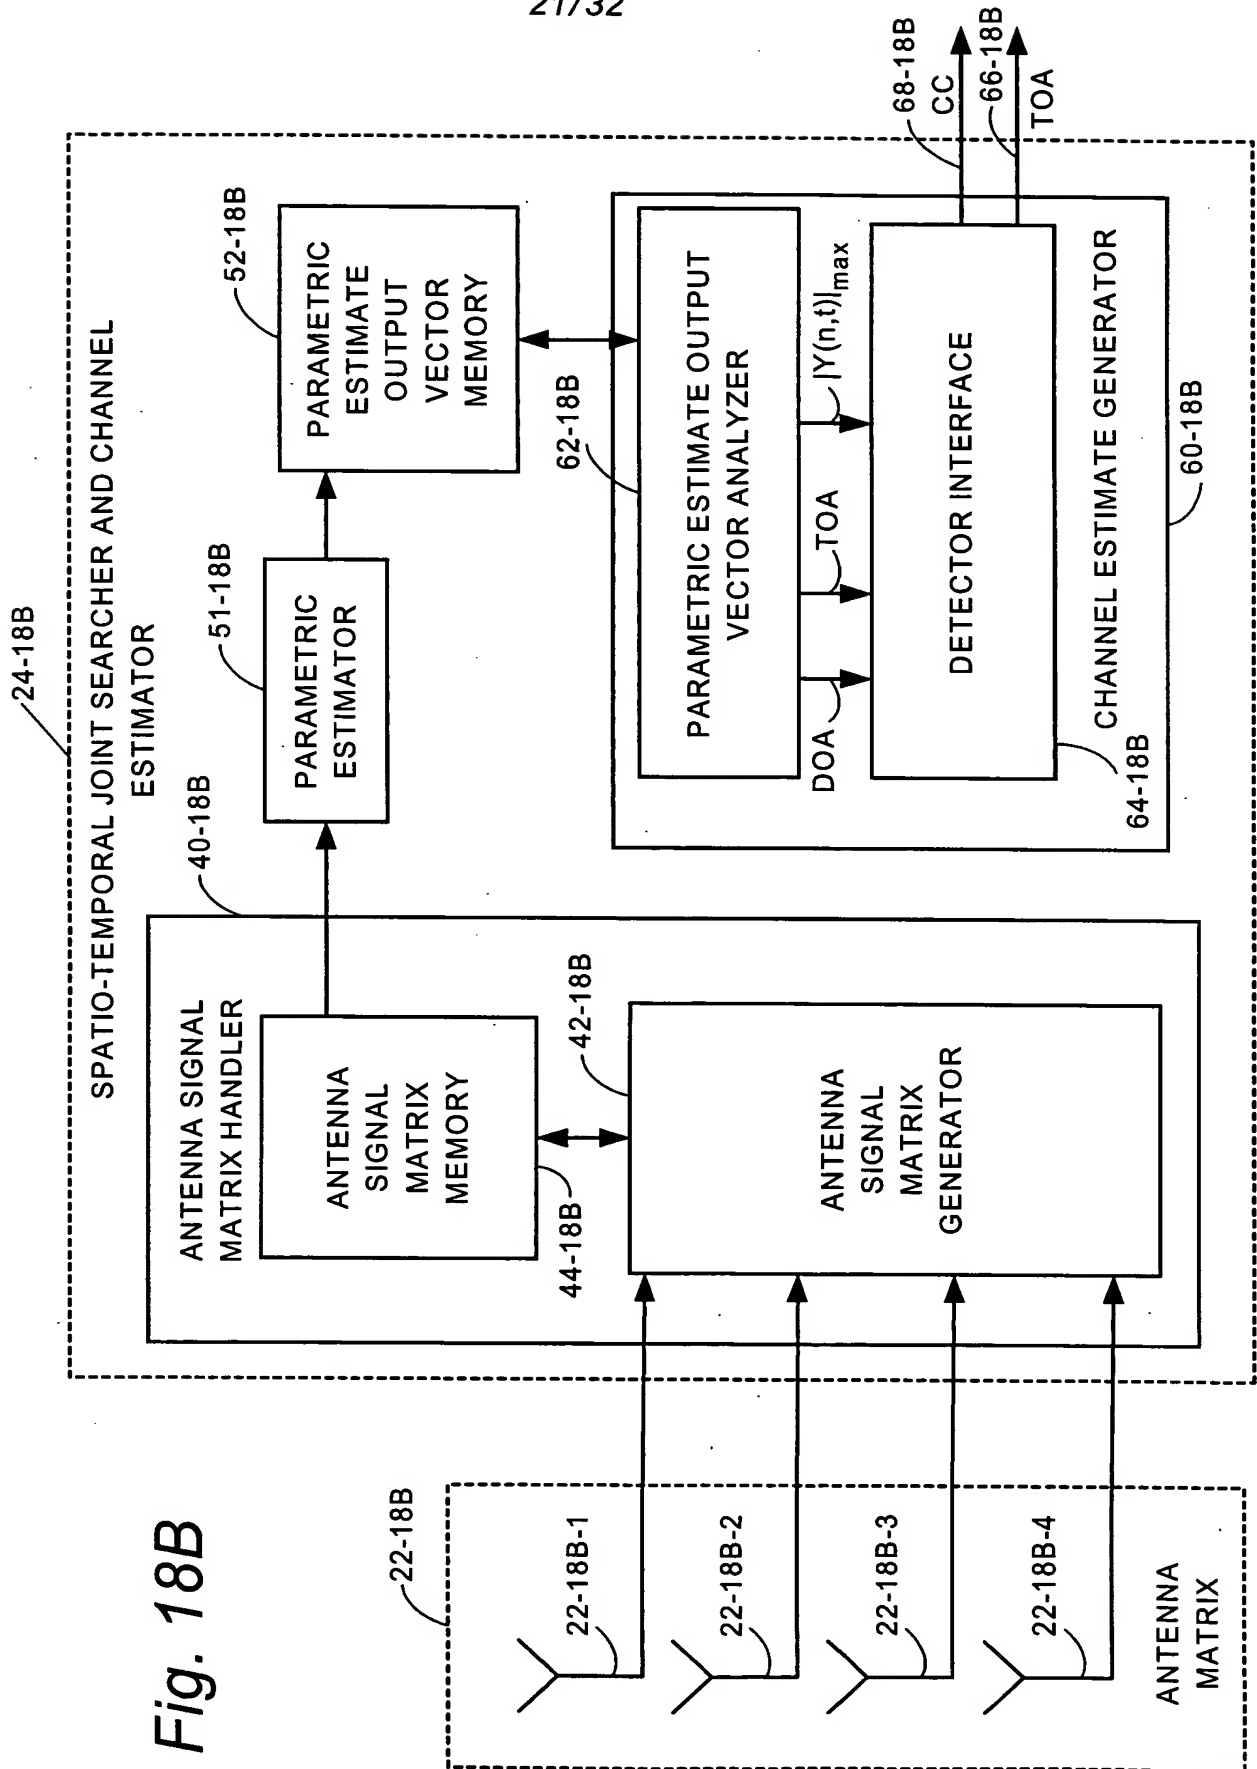 21/32
Fig. 18B
24-18B
SPATIO-TEMPORAL JOINT SEARCHER AND CHANNEL
ESTIMATOR
22-18B
22-18B-1
22-18B-2
22-18B-3
22-18B-4
ANTENNA
MATRIX
40-18B
ANTENNA SIGNAL
MATRIX HANDLER
ANTENNA
SIGNAL
MATRIX
MEMORY
44-18B
42-18B
ANTENNA
SIGNAL
MATRIX
GENERATOR
51-18B
PARAMETRIC
ESTIMATOR
52-18B
PARAMETRIC
ESTIMATE
OUTPUT
VECTOR
MEMORY
62-18B
PARAMETRIC ESTIMATE OUTPUT
VECTOR ANALYZER
DOA
TOA
|Y(n,t)|max
DETECTOR INTERFACE
64-18B
CHANNEL ESTIMATE GENERATOR
60-18B
68-18B
CC
66-18B
TOA